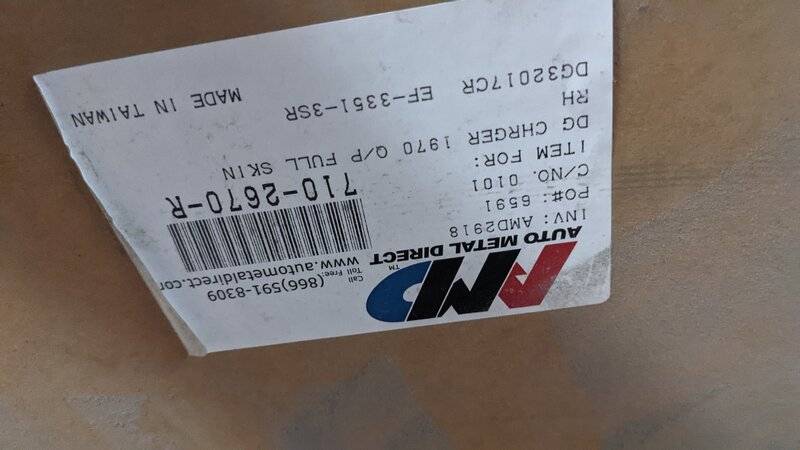 AMD™
AUTO METAL DIRECT
Call Toll Free:
(866)591-8309
www.autometaldirect.com
INV: AMD2918
PO#: 6591
C/NO. 0101
710-2670-R
ITEM FOR:
DG CHRGER 1970 Q/P FULL SKIN
RH
DG32017CR EF-3351-3SR MADE IN TAIWAN